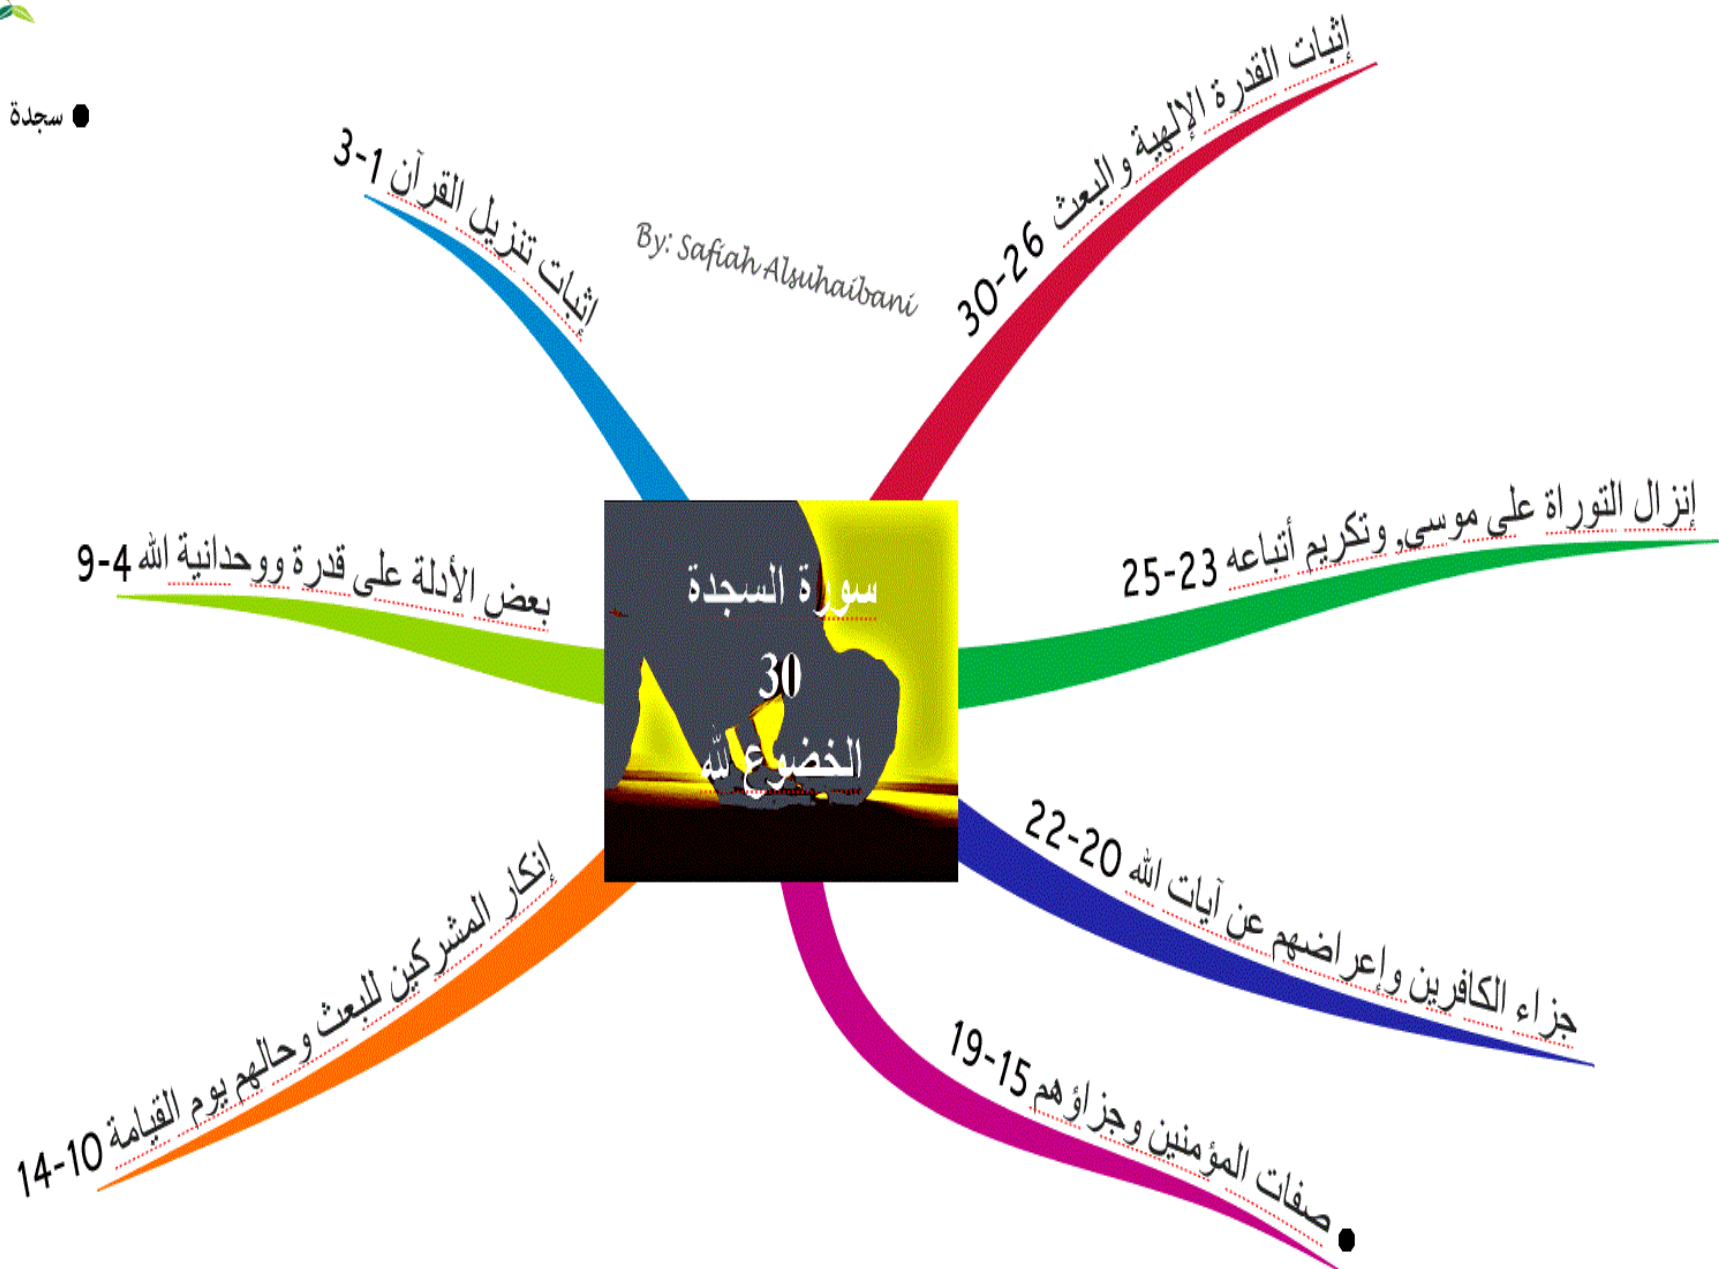 ● سجدة
By: Safiah Alsuhaibani
سورة السجدة
30
الخضوع لله
إثبات تنزيل القرآن 1-3
بعض الأدلة على قدرة ووحدانية الله 4-9
إنكار المشركين للبعث وحالهم يوم القيامة 10-14
● صفات المؤمنين وجزاؤهم 15-19
جزاء الكافرين وإعراضهم عن آيات الله 20-22
إنزال التوراة على موسى, وتكريم أتباعه 23-25
إثبات القدرة الإلهية والبعث 26-30